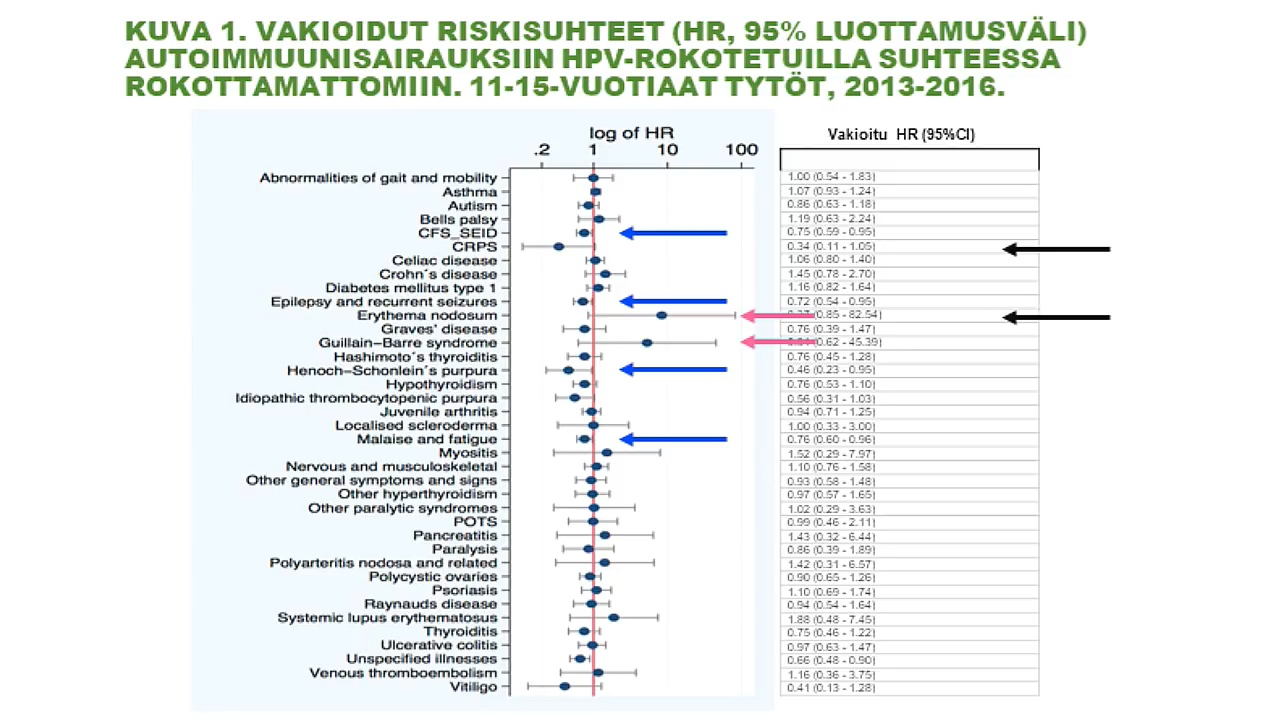 KUVA 1. VAKIOIDUT RISKISUHTEET (HR, 95% LUOTTAMUSVÄLI)
AUTOIMMUUNISAIRAUKSIIN HPV-ROKOTETUILLA SUHTEESSA
ROKOTTAMATTOMIIN. 11-15-VUOTIAAT TYTÖT, 2013-2016.
log of HR
.2 1 10 100
Vakioitu HR (95%CI)
Abnormalities of gait and mobility 1.00 (0.54 - 1.83)
Asthma 1.07 (0.93 - 1.24)
Autism 0.86 (0.63 - 1.18)
Bells palsy 1.19 (0.63 - 2.24)
CFS_SEID 0.75 (0.59 - 0.95)
CRPS 0.34 (0.11 - 1.05)
Celiac disease 1.06 (0.80 - 1.40)
Crohn´s disease 1.45 (0.78 - 2.70)
Diabetes mellitus type 1 1.16 (0.82 - 1.64)
Epilepsy and recurrent seizures 0.72 (0.54 - 0.95)
Erythema nodosum (0.85 - 82.54)
Graves' disease 0.76 (0.39 - 1.47)
Guillain–Barre syndrome (0.62 - 45.39)
Hashimoto´s thyroiditis 0.76 (0.45 - 1.28)
Henoch–Schonlein´s purpura 0.46 (0.23 - 0.95)
Hypothyroidism 0.76 (0.53 - 1.10)
Idiopathic thrombocytopenic purpura 0.56 (0.31 - 1.03)
Juvenile arthritis 0.94 (0.71 - 1.25)
Localised scleroderma 1.00 (0.33 - 3.00)
Malaise and fatigue 0.76 (0.60 - 0.96)
Myositis 1.52 (0.29 - 7.97)
Nervous and musculoskeletal 1.10 (0.76 - 1.58)
Other general symptoms and signs 0.93 (0.58 - 1.48)
Other hyperthyroidism 0.97 (0.57 - 1.65)
Other paralytic syndromes 1.02 (0.29 - 3.63)
POTS 0.99 (0.46 - 2.11)
Pancreatitis 1.43 (0.32 - 6.44)
Paralysis 0.86 (0.39 - 1.89)
Polyarteritis nodosa and related 1.42 (0.31 - 6.57)
Polycystic ovaries 0.90 (0.65 - 1.26)
Psoriasis 1.10 (0.69 - 1.74)
Raynauds disease 0.94 (0.54 - 1.64)
Systemic lupus erythematosus 1.88 (0.48 - 7.45)
Thyroiditis 0.75 (0.46 - 1.22)
Ulcerative colitis 0.97 (0.63 - 1.47)
Unspecified illnesses 0.66 (0.48 - 0.90)
Venous thromboembolism 1.16 (0.36 - 3.75)
Vitiligo 0.41 (0.13 - 1.28)